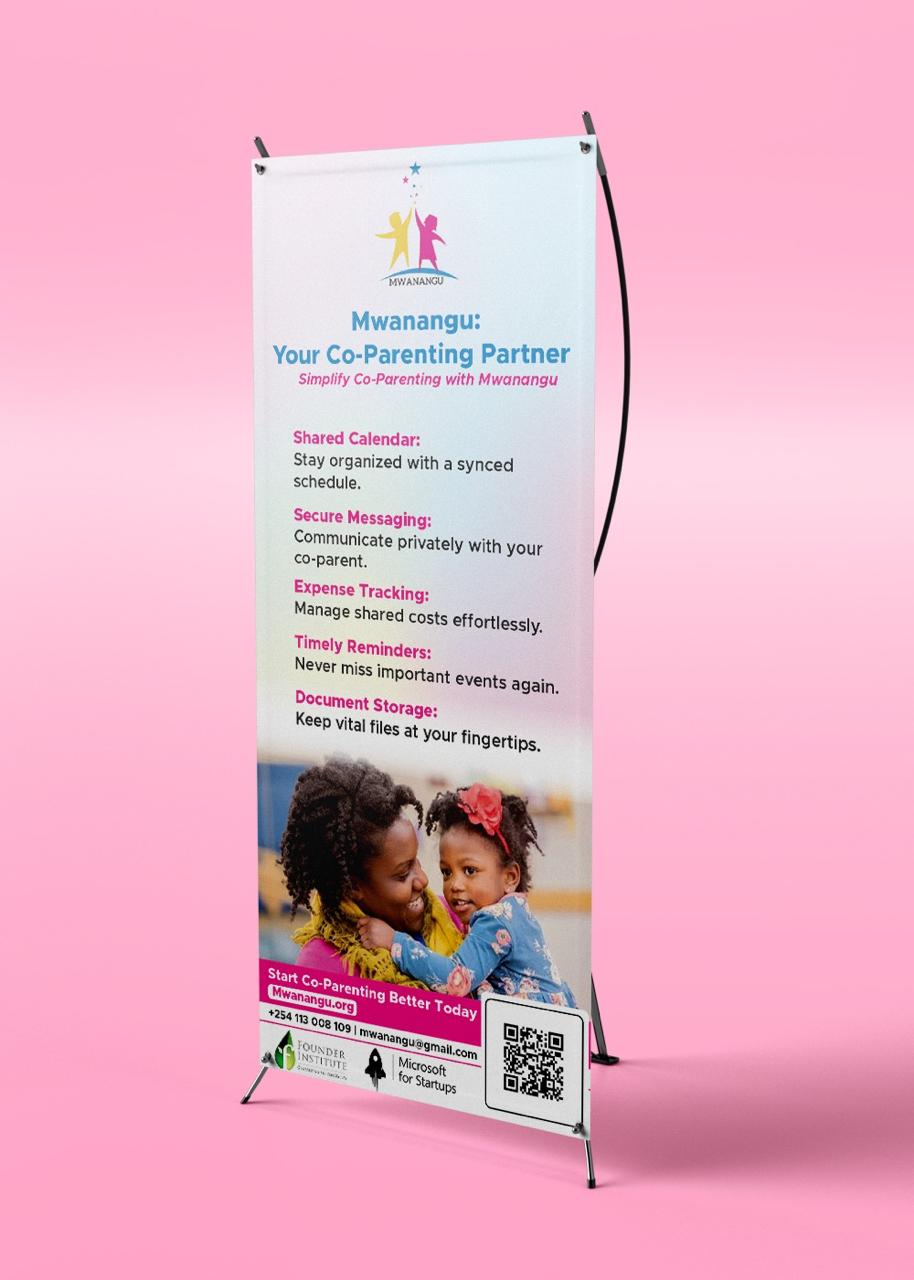 MWANANGU
Mwanangu:
Your Co-Parenting Partner
Simplify Co-Parenting with Mwanangu
Shared Calendar:
Stay organized with a synced
schedule.
Secure Messaging:
Communicate privately with your
co-parent.
Expense Tracking:
Manage shared costs effortlessly.
Timely Reminders:
Never miss important events again.
Document Storage:
Keep vital files at your fingertips.
Start Co-Parenting Better Today
Mwanangu.org
+254 113 008 109 | mwanangu@gmail.com
FOUNDER
INSTITUTE
Microsoft
for Startups